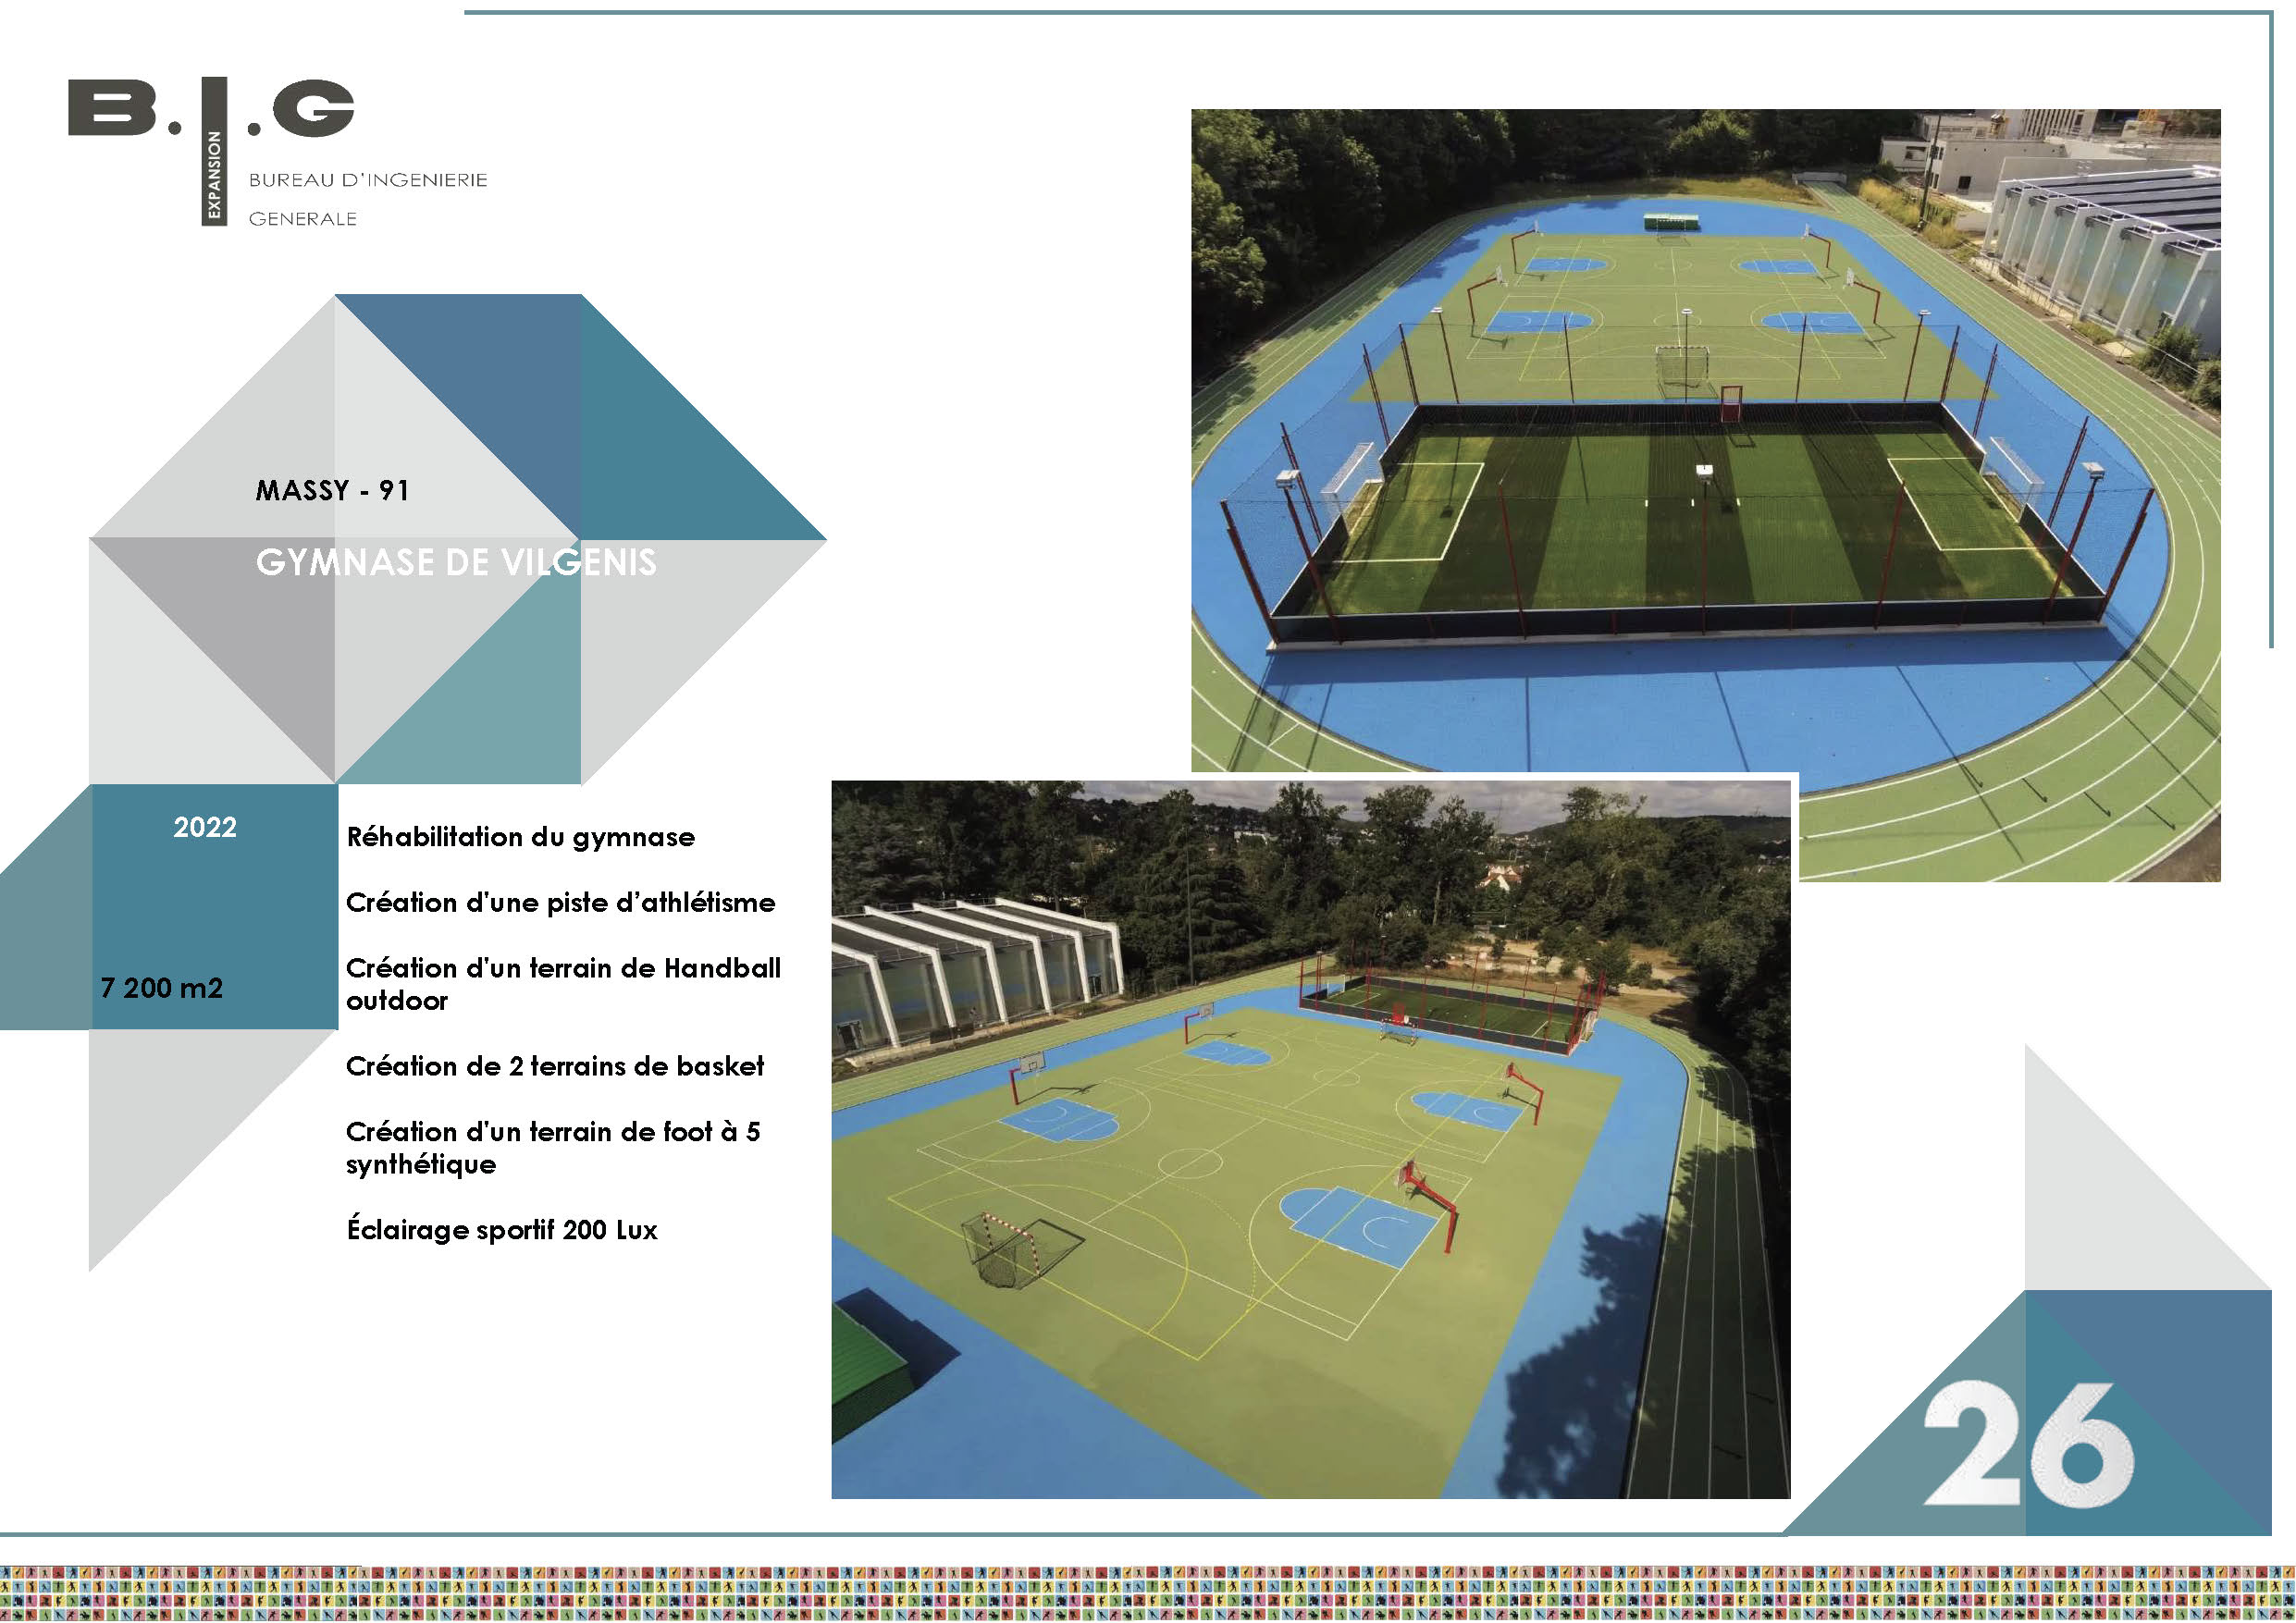 B.I.G
EXPANSION
BUREAU D'INGENIERIE
GENERALE
MASSY - 91
GYMNASE DE VILGENIS
2022
7 200 m2
Réhabilitation du gymnase
Création d'une piste d’athlétisme
Création d'un terrain de Handball
outdoor
Création de 2 terrains de basket
Création d'un terrain de foot à 5
synthétique
Éclairage sportif 200 Lux
26